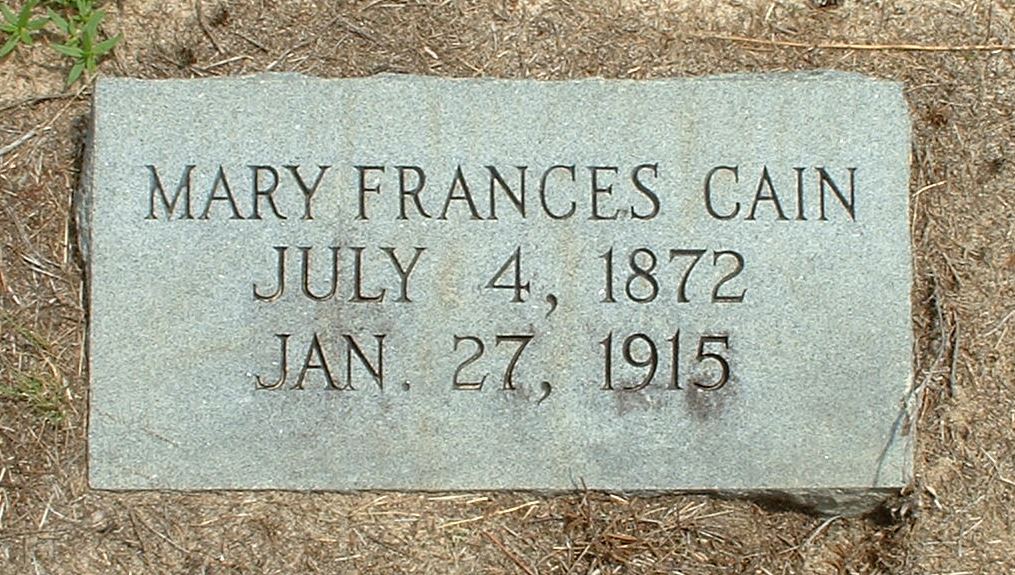 MARY FRANCES CAIN
JULY 4, 1872
JAN. 27, 1915